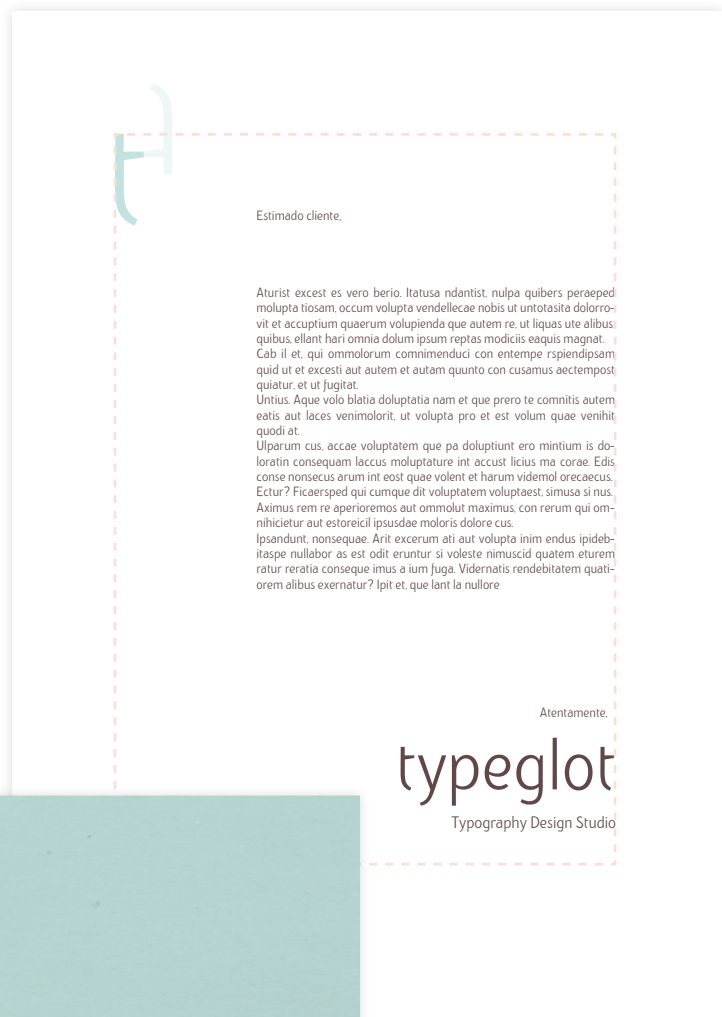 t
Estimado cliente,
Aturist excest es vero berio. Itatusa ndantist, nulpa quibers peraeped
molupta tiosam, occum volupta vendellecae nobis ut untotasita dolorro-
vit et accuptium quaerum volupienda que autem re, ut liquas ute alibus,
quibus, ellant hari omnia dolum ipsum reptas modiciis eaquis magnat.
Cab il et, qui ommolorum comnimenduci con entempe rspiendipsam
quid ut et excesti aut autem et autam quunto con cusamus aectempost
quiatur, et ut fugitat.
Untius. Aque volo blatia doluptatia nam et que prero te comnitis autem
eatis aut laces venimolorit, ut volupta pro et est volum quae venihit
quodi at.
Ulparum cus, accae voluptatem que pa doluptiunt ero mintium is do-
loratin consequam laccus moluptature int accust licius ma corae. Edis
conse nonsecus arum int eost quae volent et harum videmol orecaecus.
Ectur? Ficaersped qui cumque dit voluptatem voluptaest, simusa si nus.
Aximus rem re aperioremos aut ommolut maximus, con rerum qui om-
nihicietur aut estoreicil ipsusdae moloris dolore cus.
Ipsandunt, nonsequae. Arit excerum ati aut volupta inim endus ipideb-
itaspe nullabor as est odit eruntur si voleste nimuscid quatem eturem
ratur reratia conseque imus a ium fuga. Vidernatis rendebitatem quati-
orem alibus exernatur? Ipit et, que lant la nullore
Atentamente,
typeglot
Typography Design Studio